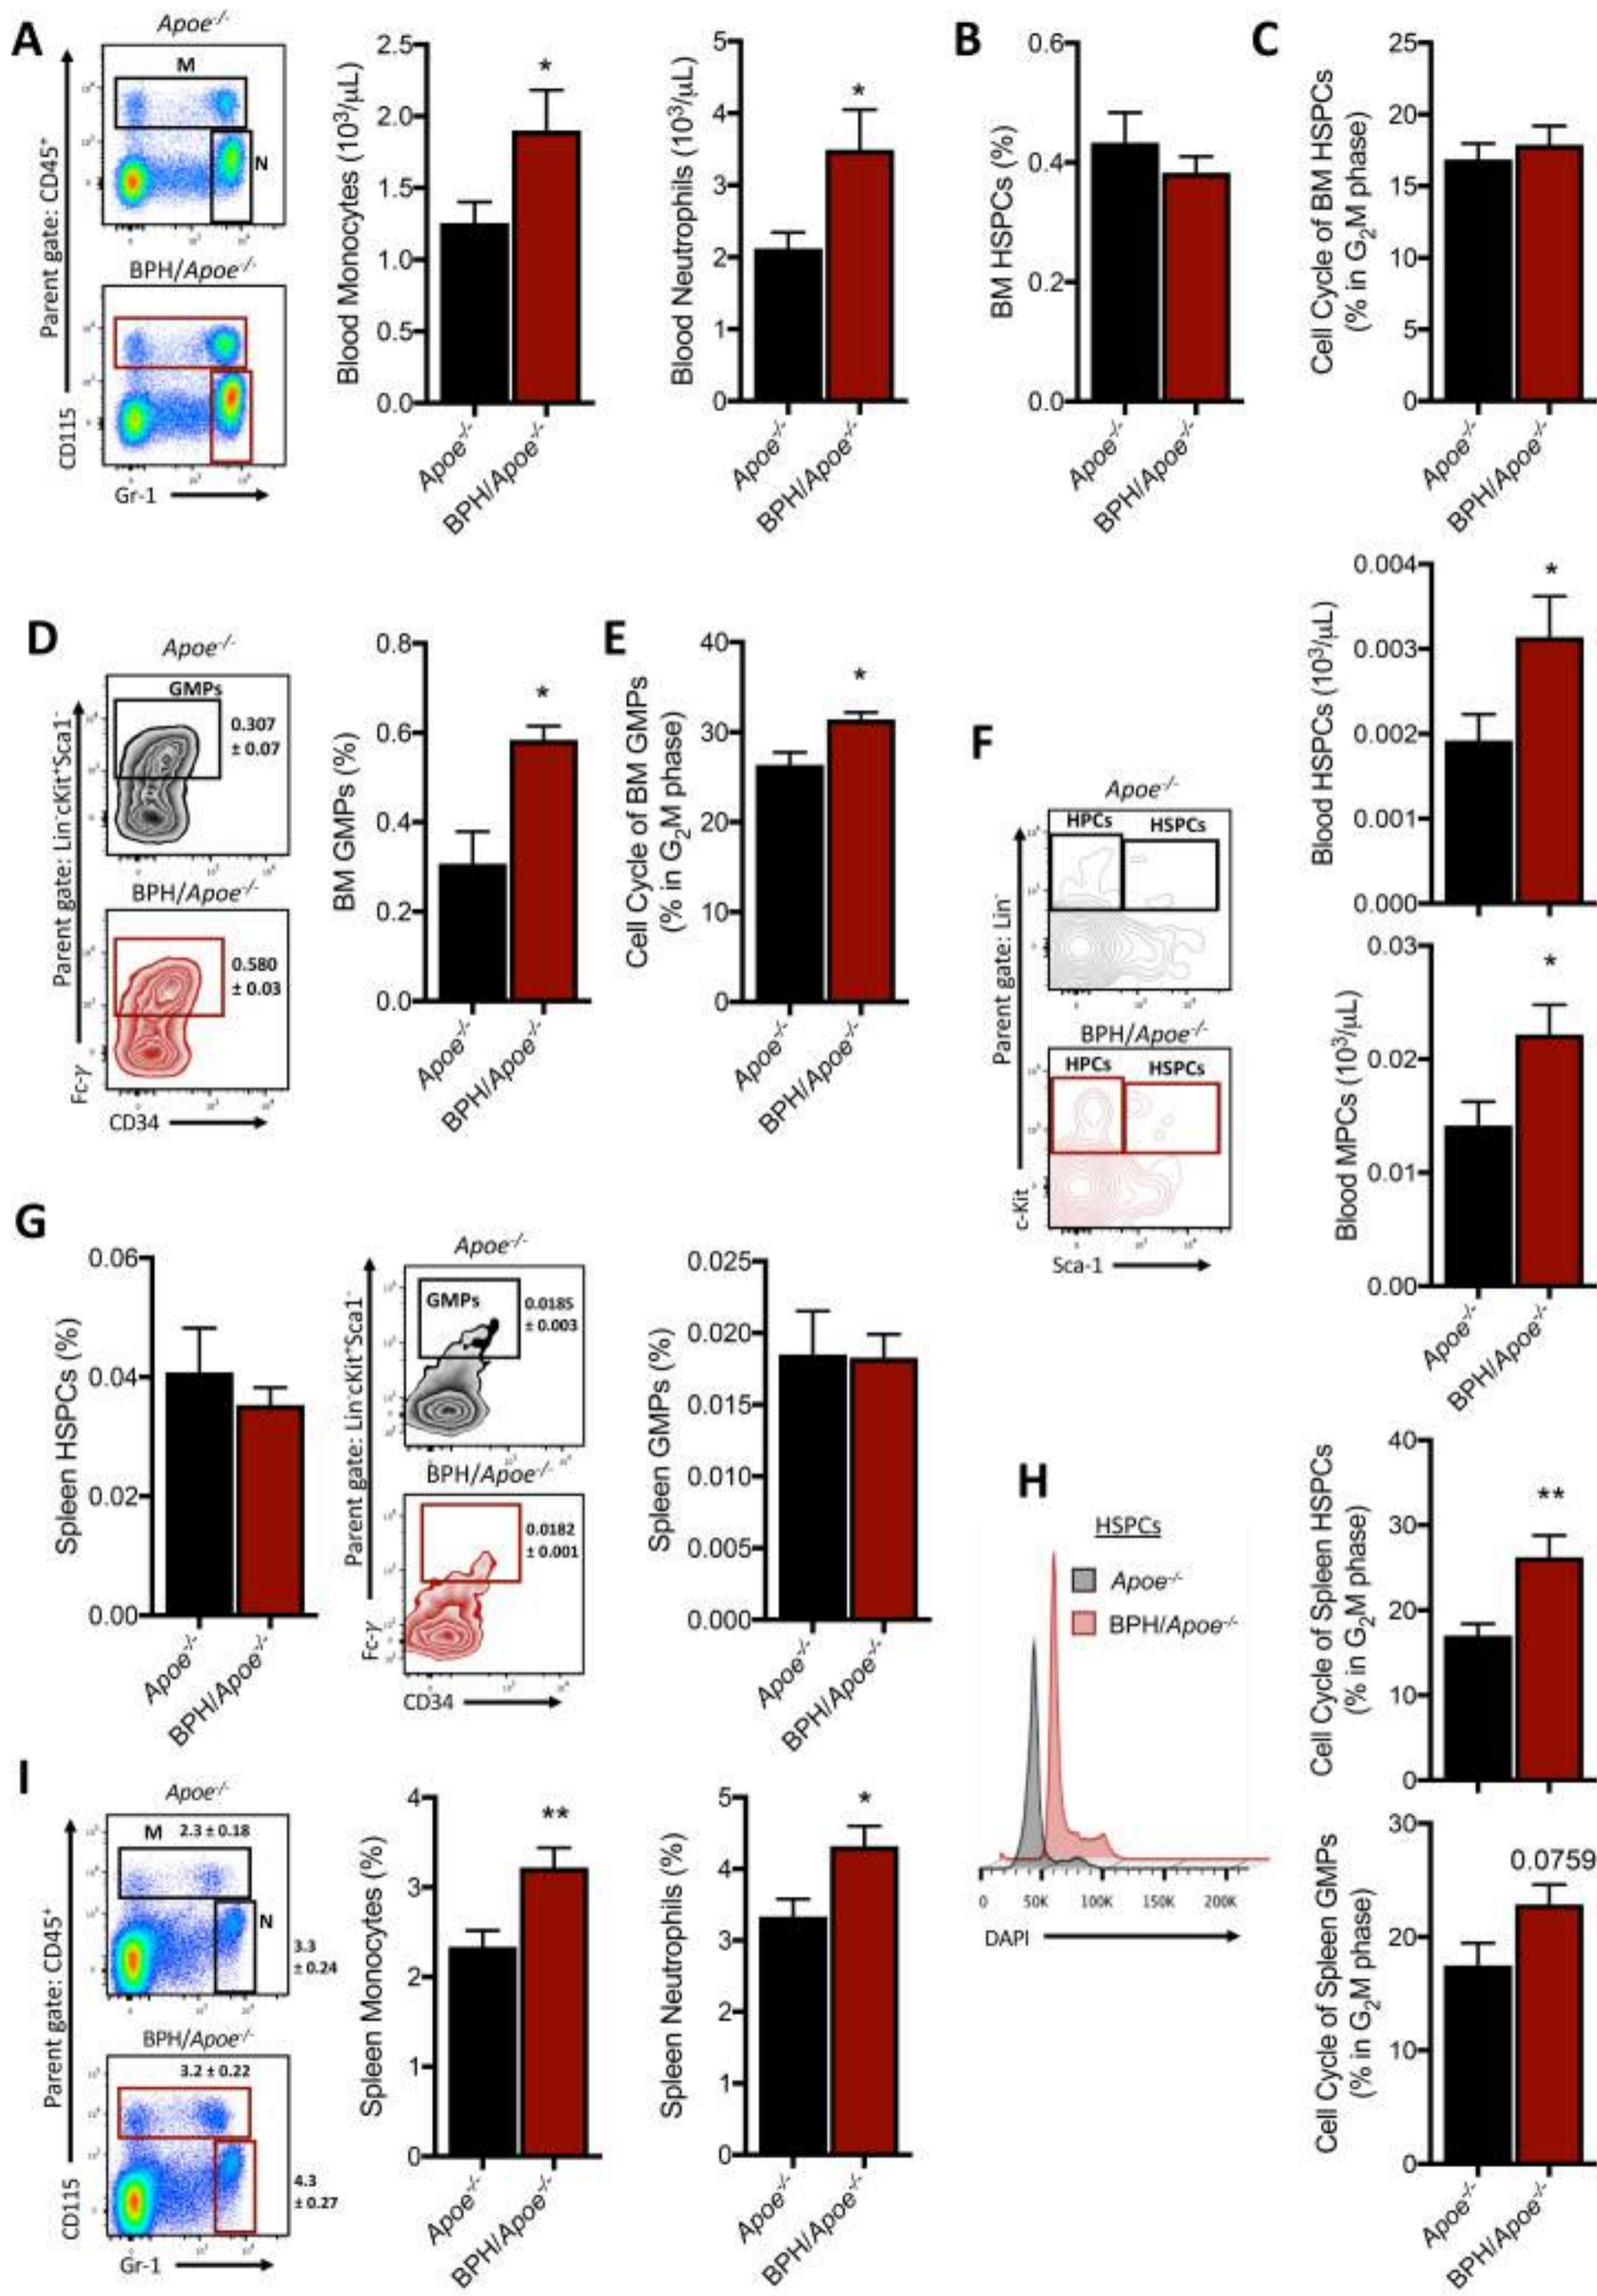 A
Apoe-/-
M
N
BPH/Apoe-/-
Parent gate: CD45+
CD115
Gr-1
Blood Monocytes (10³/μL)
2.5
2.0
1.5
1.0
0.5
0.0
*
Apoe-/-
BPH/Apoe-/-
Blood Neutrophils (10³/μL)
5
4
3
2
1
0
*
Apoe-/-
BPH/Apoe-/-
B
BM HSPCs (%)
0.6
0.4
0.2
0.0
Apoe-/-
BPH/Apoe-/-
C
Cell Cycle of BM HSPCs
(% in G₂M phase)
25
20
15
10
5
0
Apoe-/-
BPH/Apoe-/-
D
Apoe-/-
GMPs
0.307
± 0.07
BPH/Apoe-/-
0.580
± 0.03
Parent gate: Lin-cKit+Sca1-
Fc-γ
CD34
BM GMPs (%)
0.8
0.6
0.4
0.2
0.0
*
Apoe-/-
BPH/Apoe-/-
E
Cell Cycle of BM GMPs
(% in G₂M phase)
40
30
20
10
0
*
Apoe-/-
BPH/Apoe-/-
F
Apoe-/-
HPCs HSPCs
BPH/Apoe-/-
HPCs HSPCs
Parent gate: Lin-
c-Kit
Sca-1
Blood HSPCs (10³/μL)
0.004
0.003
0.002
0.001
0.000
*
Blood MPCs (10³/μL)
0.03
0.02
0.01
0.00
*
Apoe-/-
BPH/Apoe-/-
G
Spleen HSPCs (%)
0.06
0.04
0.02
0.00
Apoe-/-
BPH/Apoe-/-
Apoe-/-
GMPs
0.0185
± 0.003
BPH/Apoe-/-
0.0182
± 0.001
Parent gate: Lin-cKit+Sca1-
Fc-γ
CD34
Spleen GMPs (%)
0.025
0.020
0.015
0.010
0.005
0.000
Apoe-/-
BPH/Apoe-/-
H
HSPCs
Apoe-/-
BPH/Apoe-/-
0 50K 100K 150K 200K
DAPI
Cell Cycle of Spleen HSPCs
(% in G₂M phase)
40
30
20
10
0
**
Cell Cycle of Spleen GMPs
(% in G₂M phase)
30
20
10
0
0.0759
Apoe-/-
BPH/Apoe-/-
I
Apoe-/-
M 2.3 ± 0.18
N
3.3
± 0.24
BPH/Apoe-/-
3.2 ± 0.22
4.3
± 0.27
Parent gate: CD45+
CD115
Gr-1
Spleen Monocytes (%)
4
3
2
1
0
**
Apoe-/-
BPH/Apoe-/-
Spleen Neutrophils (%)
5
4
3
2
1
0
*
Apoe-/-
BPH/Apoe-/-